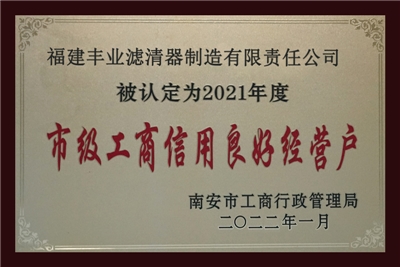 福建丰业滤清器制造有限责任公司
被认定为2021年度
市级工商信用良好经营户
南安市工商行政管理局
二〇二二年一月